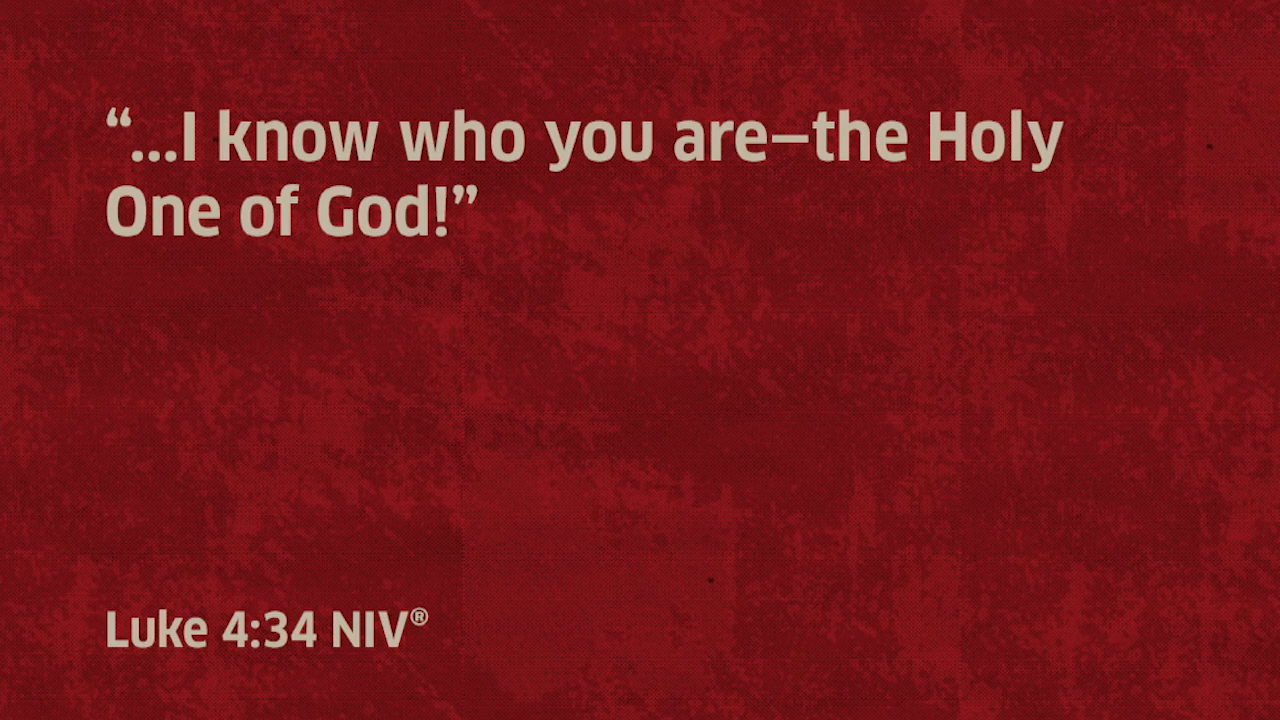 “...I know who you are—the Holy
One of God!”
Luke 4:34 NIV®